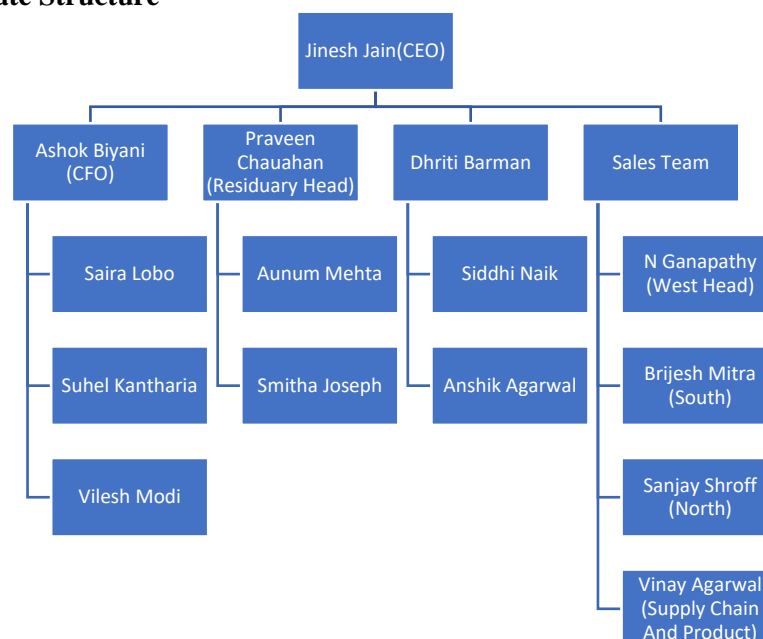 ate Structure
Jinesh Jain(CEO)
Ashok Biyani
(CFO)
Praveen
Chauahan
(Residuary Head)
Dhriti Barman
Sales Team
Saira Lobo
Aunum Mehta
Siddhi Naik
N Ganapathy
(West Head)
Suhel Kantharia
Smitha Joseph
Anshik Agarwal
Brijesh Mitra
(South)
Vilesh Modi
Sanjay Shroff
(North)
Vinay Agarwal
(Supply Chain
And Product)